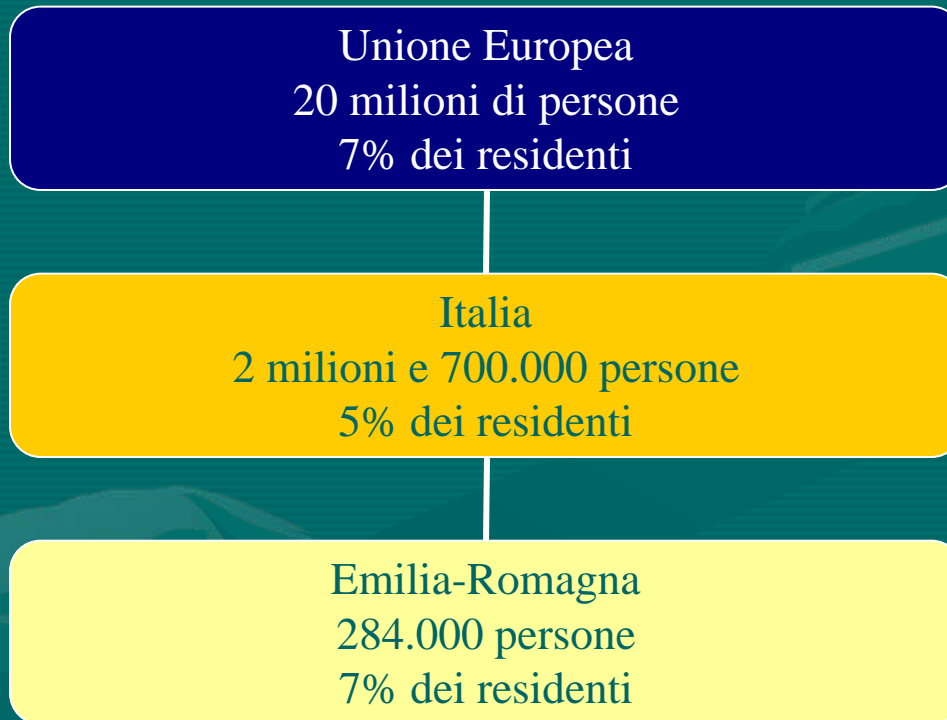 Unione Europea
20 milioni di persone
7% dei residenti
Italia
2 milioni e 700.000 persone
5% dei residenti
Emilia-Romagna
284.000 persone
7% dei residenti